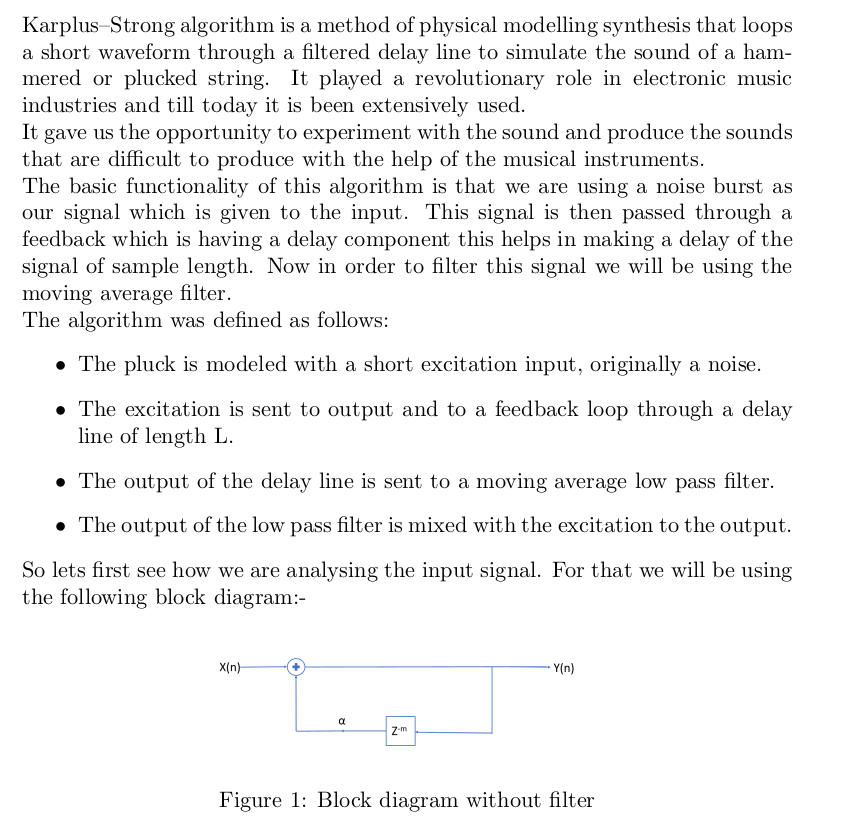 Karplus–Strong algorithm is a method of physical modelling synthesis that loops
a short waveform through a filtered delay line to simulate the sound of a ham-
mered or plucked string. It played a revolutionary role in electronic music
industries and till today it is been extensively used.
It gave us the opportunity to experiment with the sound and produce the sounds
that are difficult to produce with the help of the musical instruments.
The basic functionality of this algorithm is that we are using a noise burst as
our signal which is given to the input. This signal is then passed through a
feedback which is having a delay component this helps in making a delay of the
signal of sample length. Now in order to filter this signal we will be using the
moving average filter.
The algorithm was defined as follows:
• The pluck is modeled with a short excitation input, originally a noise.
• The excitation is sent to output and to a feedback loop through a delay
line of length L.
• The output of the delay line is sent to a moving average low pass filter.
• The output of the low pass filter is mixed with the excitation to the output.
So lets first see how we are analysing the input signal. For that we will be using
the following block diagram:-
X(n) + Y(n)
α
Z-m
Figure 1: Block diagram without filter